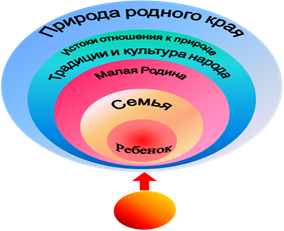 Природа родного края
Истоки отношения к природе
Традиции и культура народа
Малая Родина
Семья
Ребенок